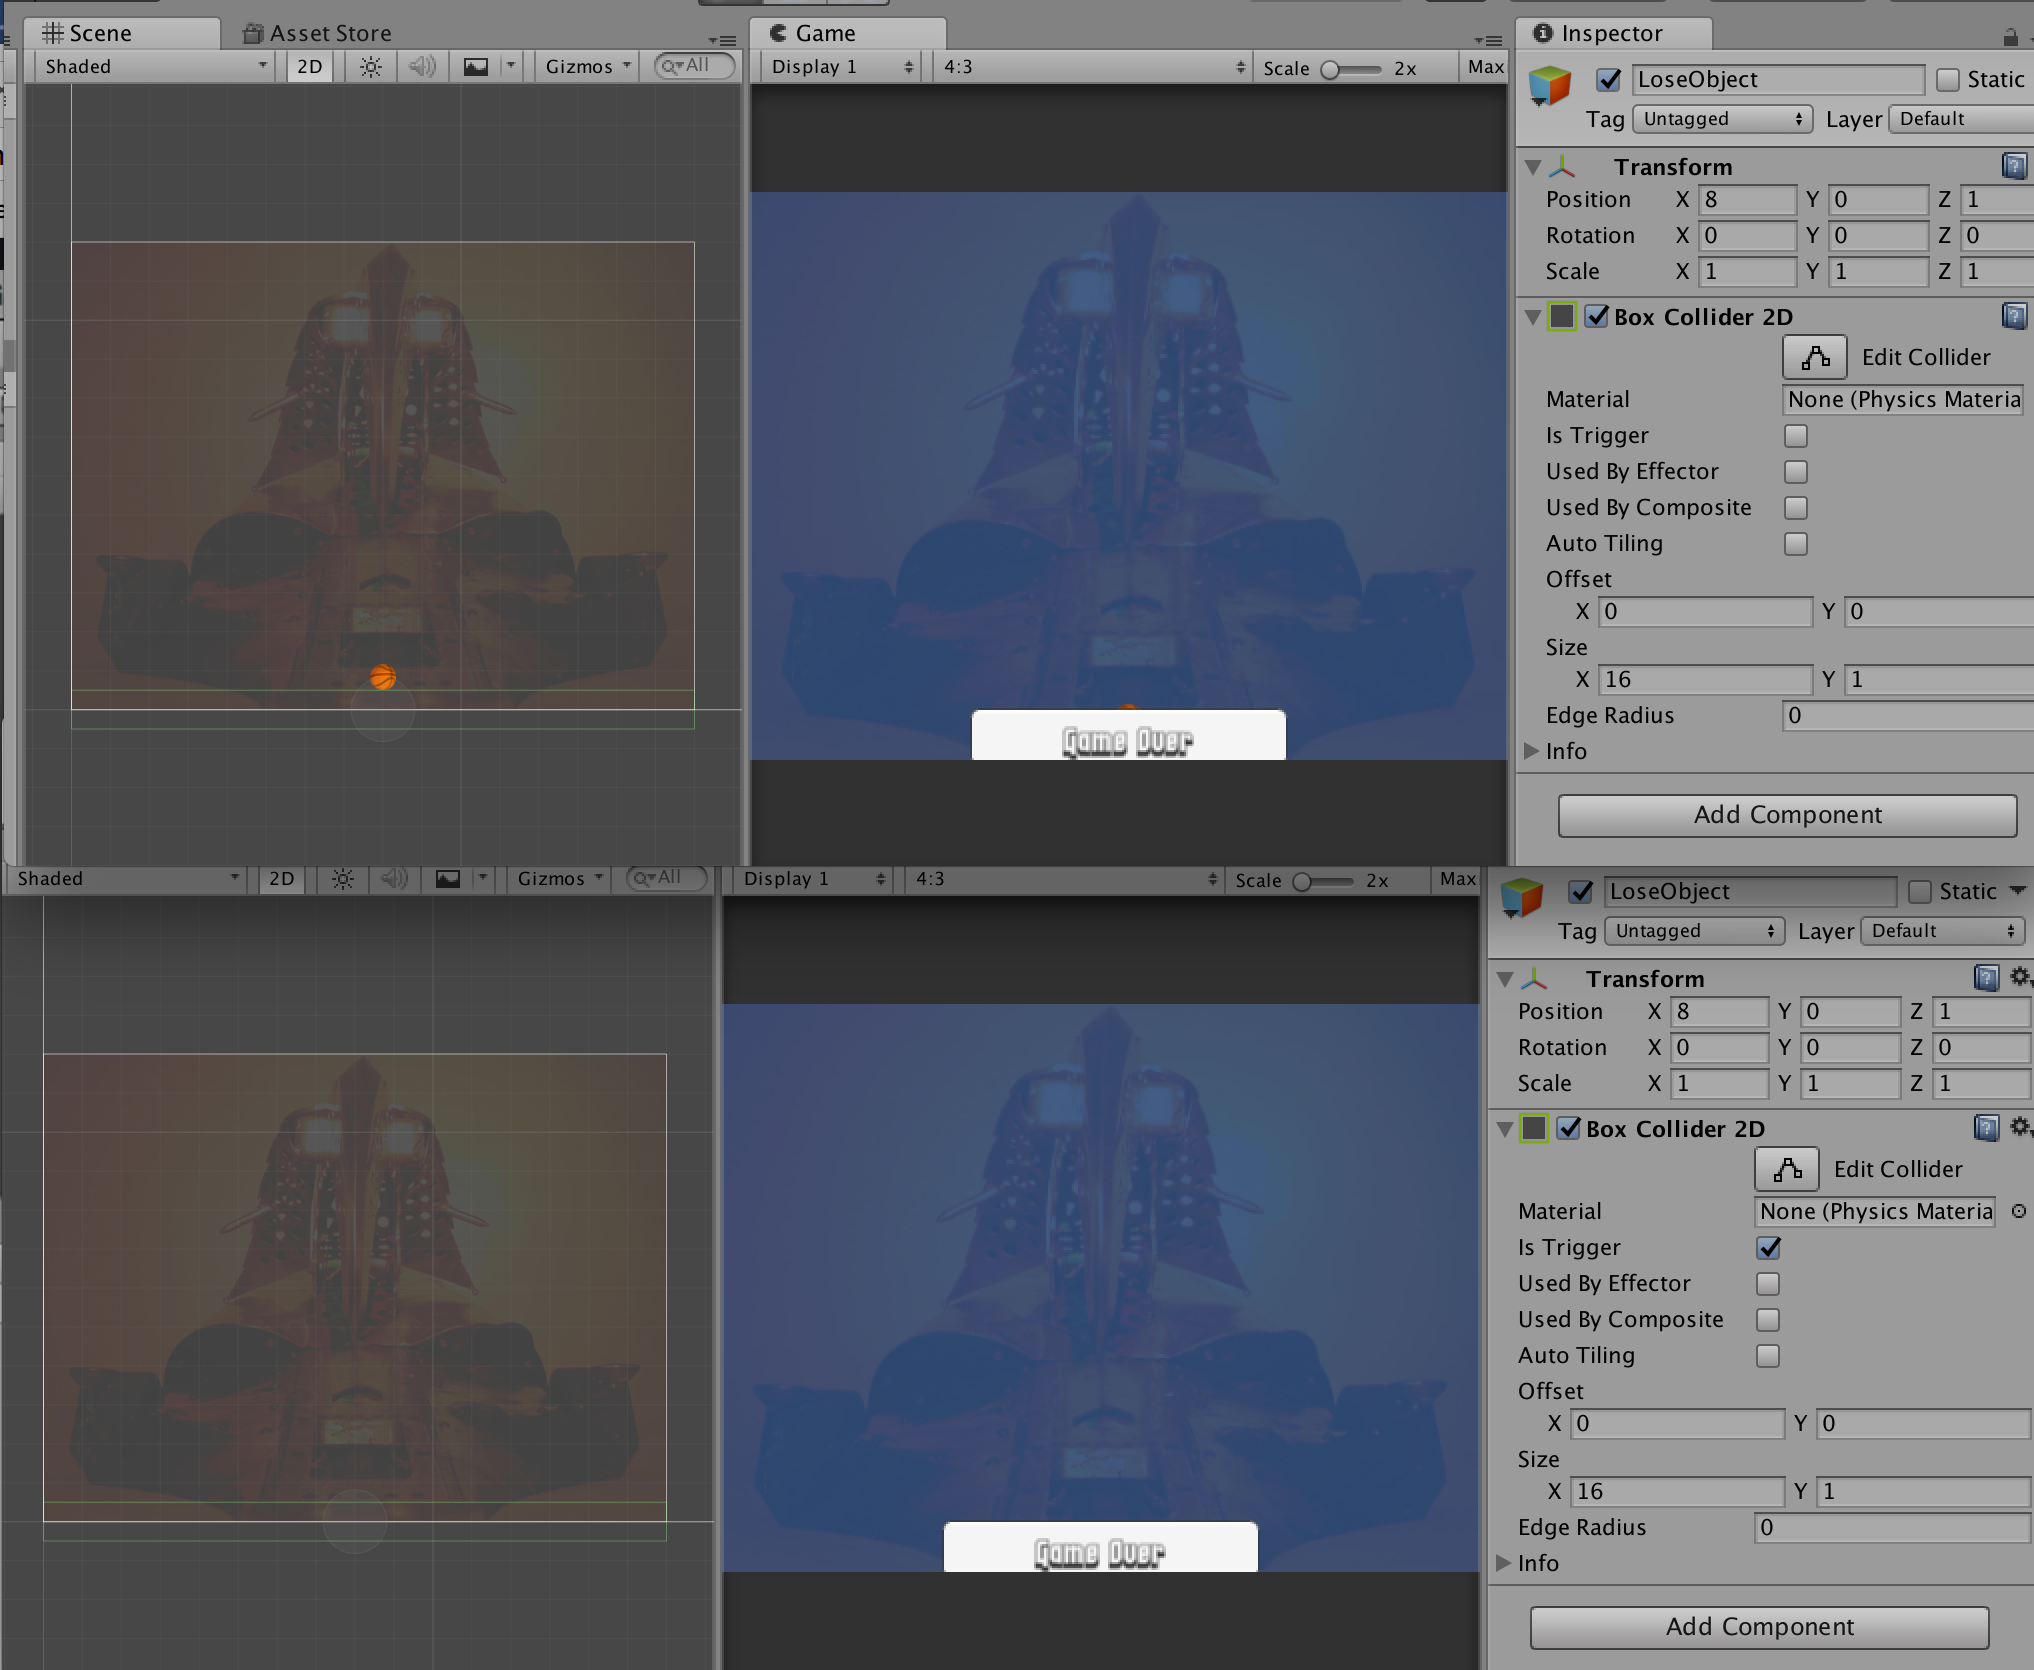 Scene Asset Store Game Inspector
Shaded 2D Gizmos All Display 1 4:3 Scale 2x Maxi
LoseObject Static
Tag Untagged Layer Default
Transform
Position X 8 Y 0 Z 1
Rotation X 0 Y 0 Z 0
Scale X 1 Y 1 Z 1
Box Collider 2D
Edit Collider
Material None (Physics Materia
Is Trigger
Used By Effector
Used By Composite
Auto Tiling
Offset
X 0 Y 0
Size
X 16 Y 1
Edge Radius 0
Game Over
Info
Add Component
Shaded 2D Gizmos All Display 1 4:3 Scale 2x Max
LoseObject Static
Tag Untagged Layer Default
Transform
Position X 8 Y 0 Z 1
Rotation X 0 Y 0 Z 0
Scale X 1 Y 1 Z 1
Box Collider 2D
Edit Collider
Material None (Physics Materia
Is Trigger
Used By Effector
Used By Composite
Auto Tiling
Offset
X 0 Y 0
Size
X 16 Y 1
Edge Radius 0
Game Over
Info
Add Component